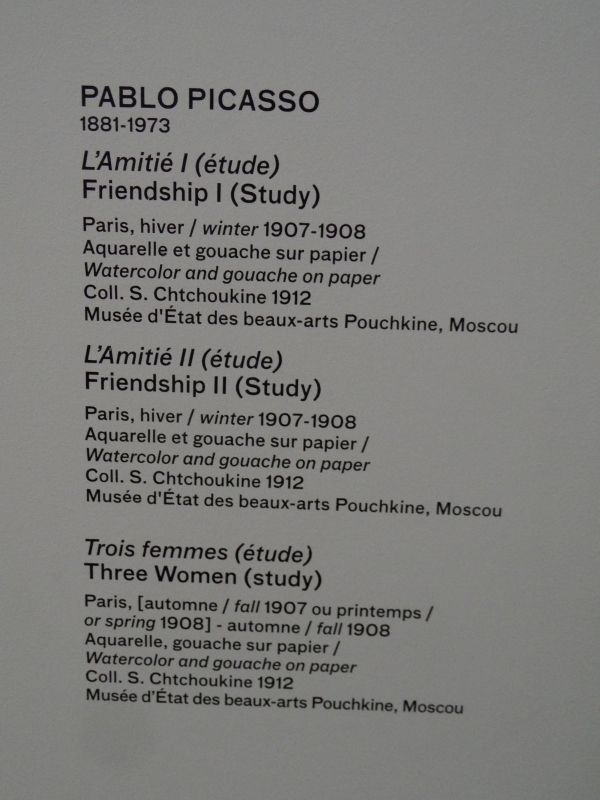 PABLO PICASSO
1881-1973
L'Amitié I (étude)
Friendship I (Study)
Paris, hiver / winter 1907-1908
Aquarelle et gouache sur papier /
Watercolor and gouache on paper
Coll. S. Chtchoukine 1912
Musée d'État des beaux-arts Pouchkine, Moscou
L'Amitié II (étude)
Friendship II (Study)
Paris, hiver / winter 1907-1908
Aquarelle et gouache sur papier /
Watercolor and gouache on paper
Coll. S. Chtchoukine 1912
Musée d'État des beaux-arts Pouchkine, Moscou
Trois femmes (étude)
Three Women (study)
Paris, [automne / fall 1907 ou printemps /
or spring 1908] - automne / fall 1908
Aquarelle, gouache sur papier /
Watercolor and gouache on paper
Coll. S. Chtchoukine 1912
Musée d'État des beaux-arts Pouchkine, Moscou